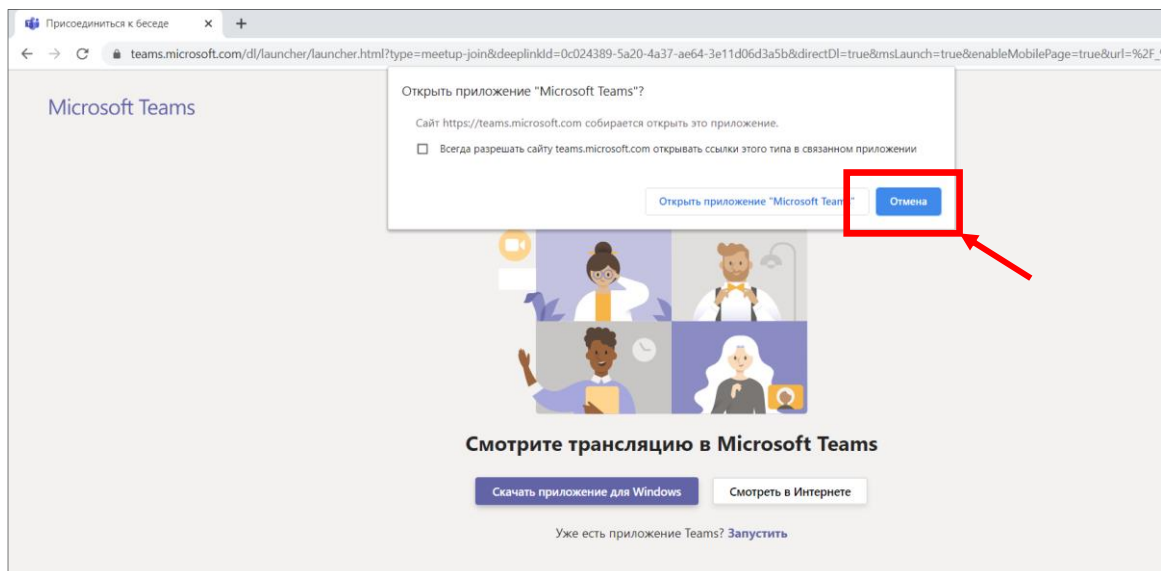 Присоединиться к беседе
teams.microsoft.com/dl/launcher/launcher.html?type=meetup-join&deeplinkId=0c024389-5a20-4a37-ae64-3e11d06d3a5b&directDl=true&msLaunch=true&enableMobilePage=true&url=%2F_
Microsoft Teams
Открыть приложение "Microsoft Teams"?
Сайт https://teams.microsoft.com собирается открыть это приложение.
Всегда разрешать сайту teams.microsoft.com открывать ссылки этого типа в связанном приложении
Открыть приложение "Microsoft Team "
Отмена
Смотрите трансляцию в Microsoft Teams
Скачать приложение для Windows
Смотреть в Интернете
Уже есть приложение Teams? Запустить